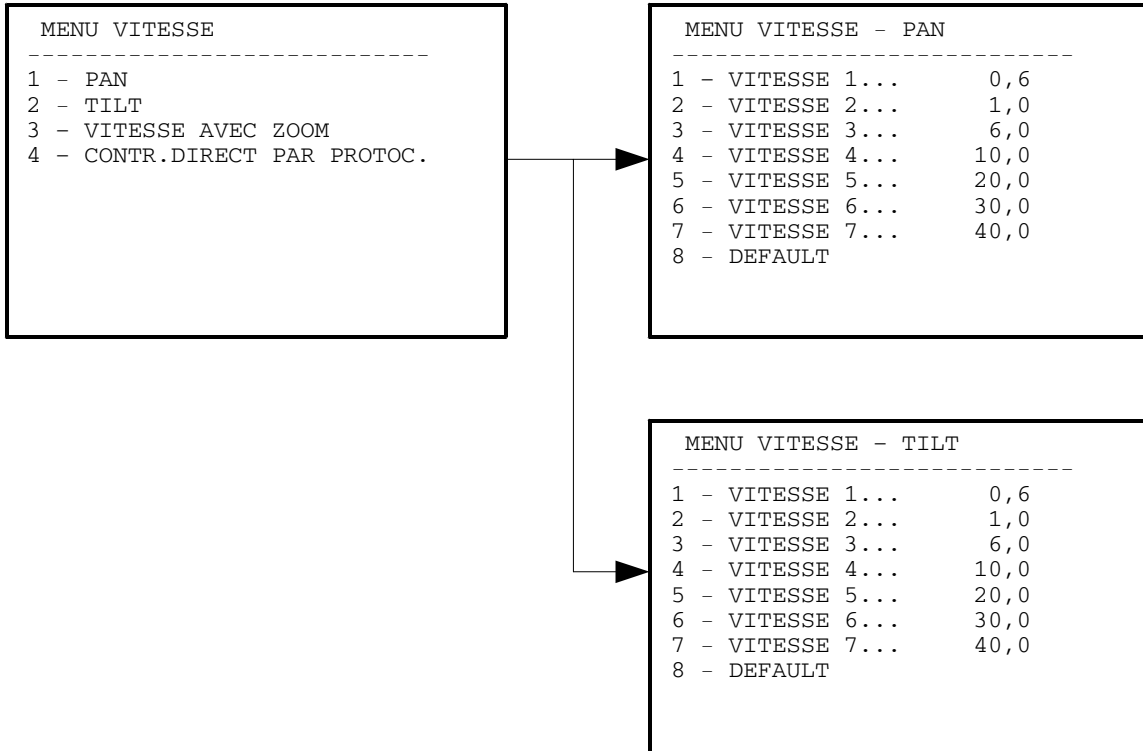 MENU VITESSE
----------------------------
1 - PAN
2 - TILT
3 - VITESSE AVEC ZOOM
4 - CONTR.DIRECT PAR PROTOC.
MENU VITESSE - PAN
----------------------------
1 - VITESSE 1... 0,6
2 - VITESSE 2... 1,0
3 - VITESSE 3... 6,0
4 - VITESSE 4... 10,0
5 - VITESSE 5... 20,0
6 - VITESSE 6... 30,0
7 - VITESSE 7... 40,0
8 - DEFAULT
MENU VITESSE - TILT
----------------------------
1 - VITESSE 1... 0,6
2 - VITESSE 2... 1,0
3 - VITESSE 3... 6,0
4 - VITESSE 4... 10,0
5 - VITESSE 5... 20,0
6 - VITESSE 6... 30,0
7 - VITESSE 7... 40,0
8 - DEFAULT